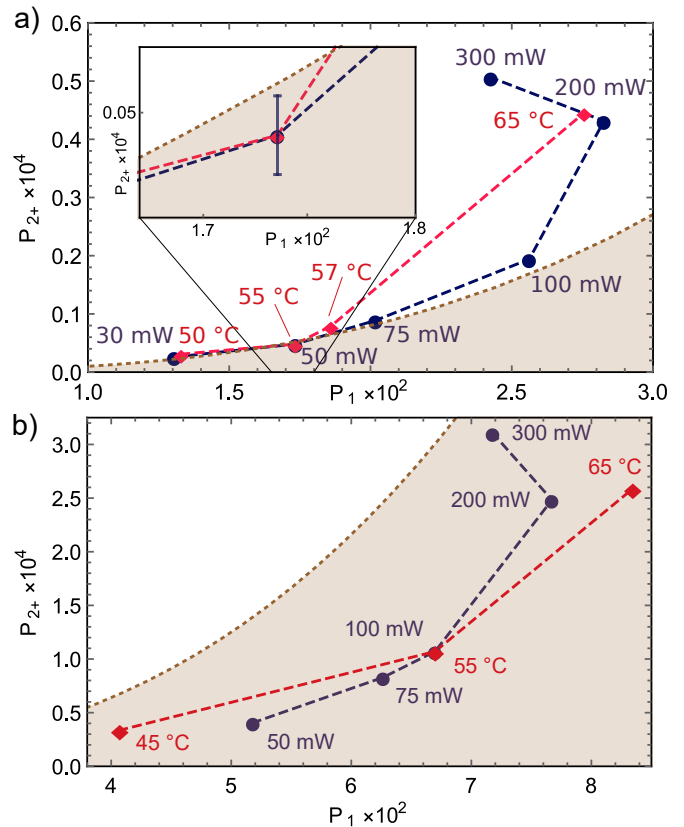 a)
0.6
0.5
0.4
0.3
0.2
0.1
0.0
P2+ ×10⁴
1.0
1.5
2.0
2.5
3.0
P1 ×10²
300 mW
200 mW
65 °C
100 mW
75 mW
57 °C
55 °C
50 mW
50 °C
30 mW
0.05
P2+ ×10⁴
1.7
1.8
P1 ×10²
b)
3.0
2.5
2.0
1.5
1.0
0.5
0.0
P2+ ×10⁴
4
5
6
7
8
P1 ×10²
300 mW
65 °C
200 mW
100 mW
55 °C
75 mW
45 °C
50 mW